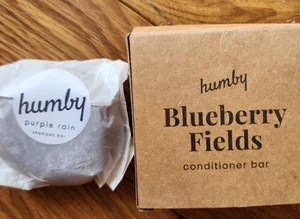 humby
purple rain
shampoo bar
humby
Blueberry
Fields
conditioner bar